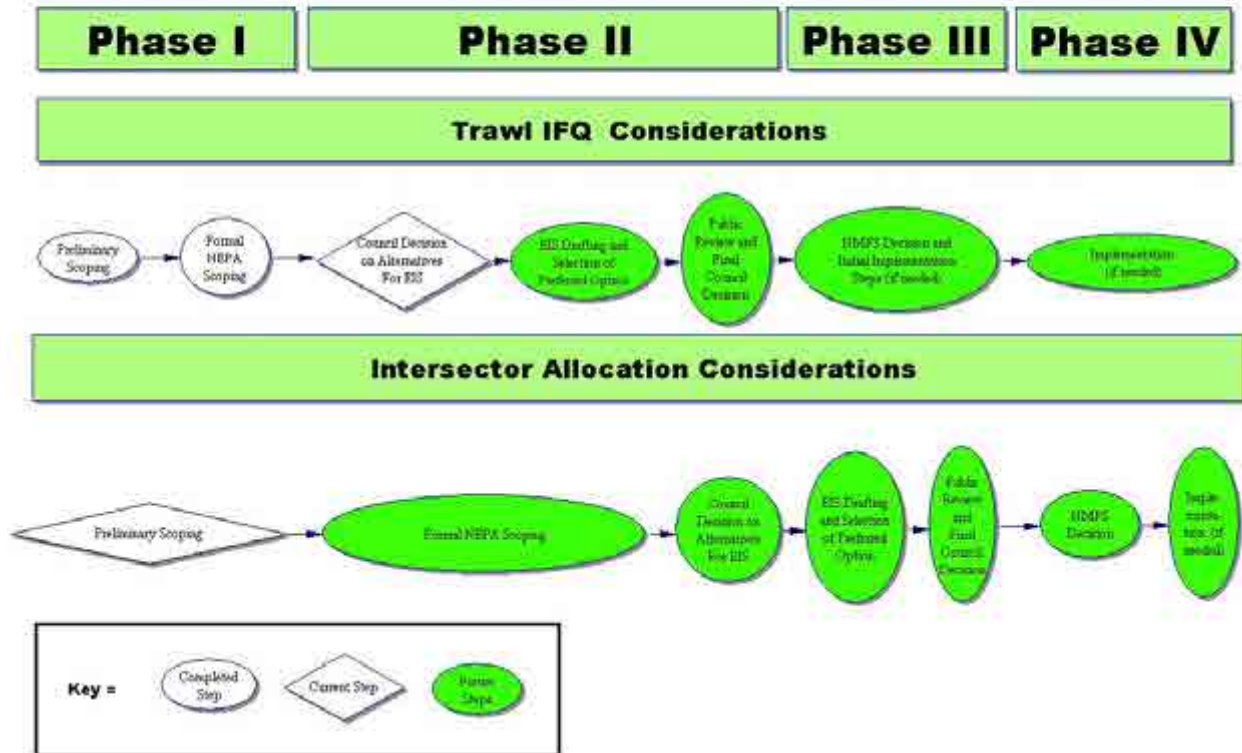 Phase I
Phase II
Phase III
Phase IV
Trawl IFQ Considerations
Preliminary
Scoping
Formal
NEPA
Scoping
Council Decision
on Alternatives
For EIS
EIS Drafting and
Selection of
Preferred Option
Public
Review and
Final
Council
Decision
NMFS Decision and
Initial Implementation
Steps (if needed)
Implementation
(if needed)
Intersector Allocation Considerations
Preliminary Scoping
Formal NEPA Scoping
Council
Decision on
Alternatives
For EIS
EIS Drafting
and Selection
of Preferred
Option
Public
Review
and
Final
Council
Decision
NMFS
Decision
Imple-
menta-
tion (if
needed)
Key =
Completed
Step
Current Step
Future
Steps